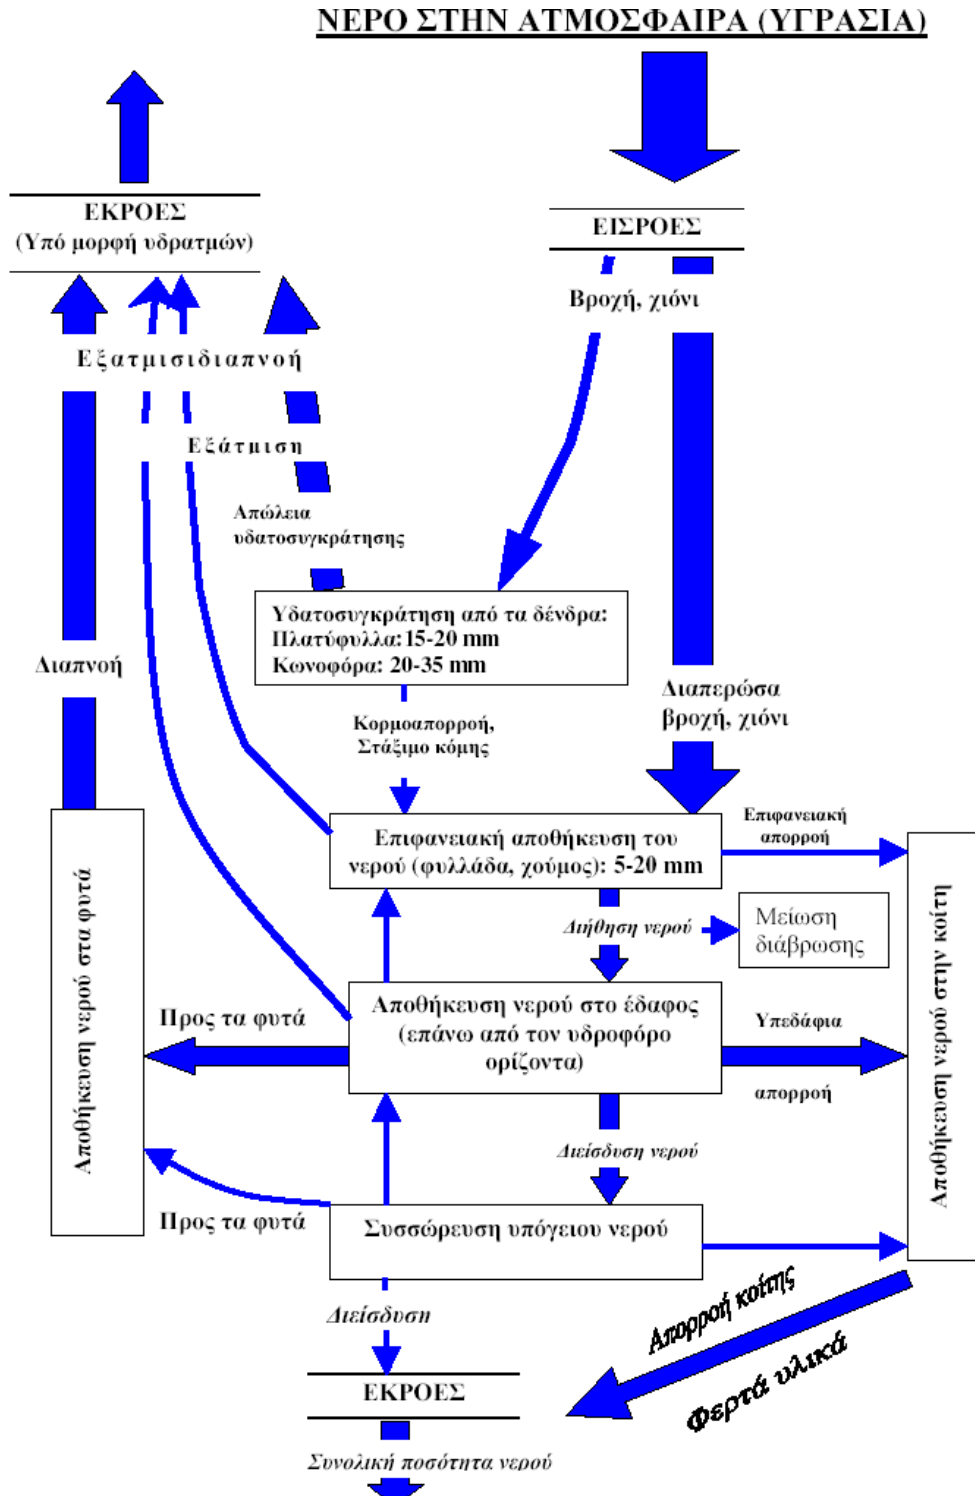 ΝΕΡΟ ΣΤΗΝ ΑΤΜΟΣΦΑΙΡΑ (ΥΓΡΑΣΙΑ)
ΕΚΡΟΕΣ
(Υπό μορφή υδρατμών)
ΕΙΣΡΟΕΣ
Βροχή, χιόνι
Εξατμισιδιαπνοή
Εξάτμιση
Απώλεια
υδατοσυγκράτησης
Υδατοσυγκράτηση από τα δένδρα:
Πλατύφυλλα: 15-20 mm
Κωνοφόρα: 20-35 mm
Διαπνοή
Διαπερώσα
βροχή, χιόνι
Κορμοαπορροή,
Στάξιμο κόμης
Επιφανειακή αποθήκευση του
νερού (φυλλάδα, χούμος): 5-20 mm
Επιφανειακή
απορροή
Διήθηση νερού
Μείωση
διάβρωσης
Αποθήκευση νερού στα φυτά
Αποθήκευση νερού στην κοίτη
Προς τα φυτά
Αποθήκευση νερού στο έδαφος
(επάνω από τον υδροφόρο
ορίζοντα)
Υπεδάφια
απορροή
Διείσδυση νερού
Προς τα φυτά
Συσσώρευση υπόγειου νερού
Διείσδυση
Απορροή κοίτης
Φερτά υλικά
ΕΚΡΟΕΣ
Συνολική ποσότητα νερού